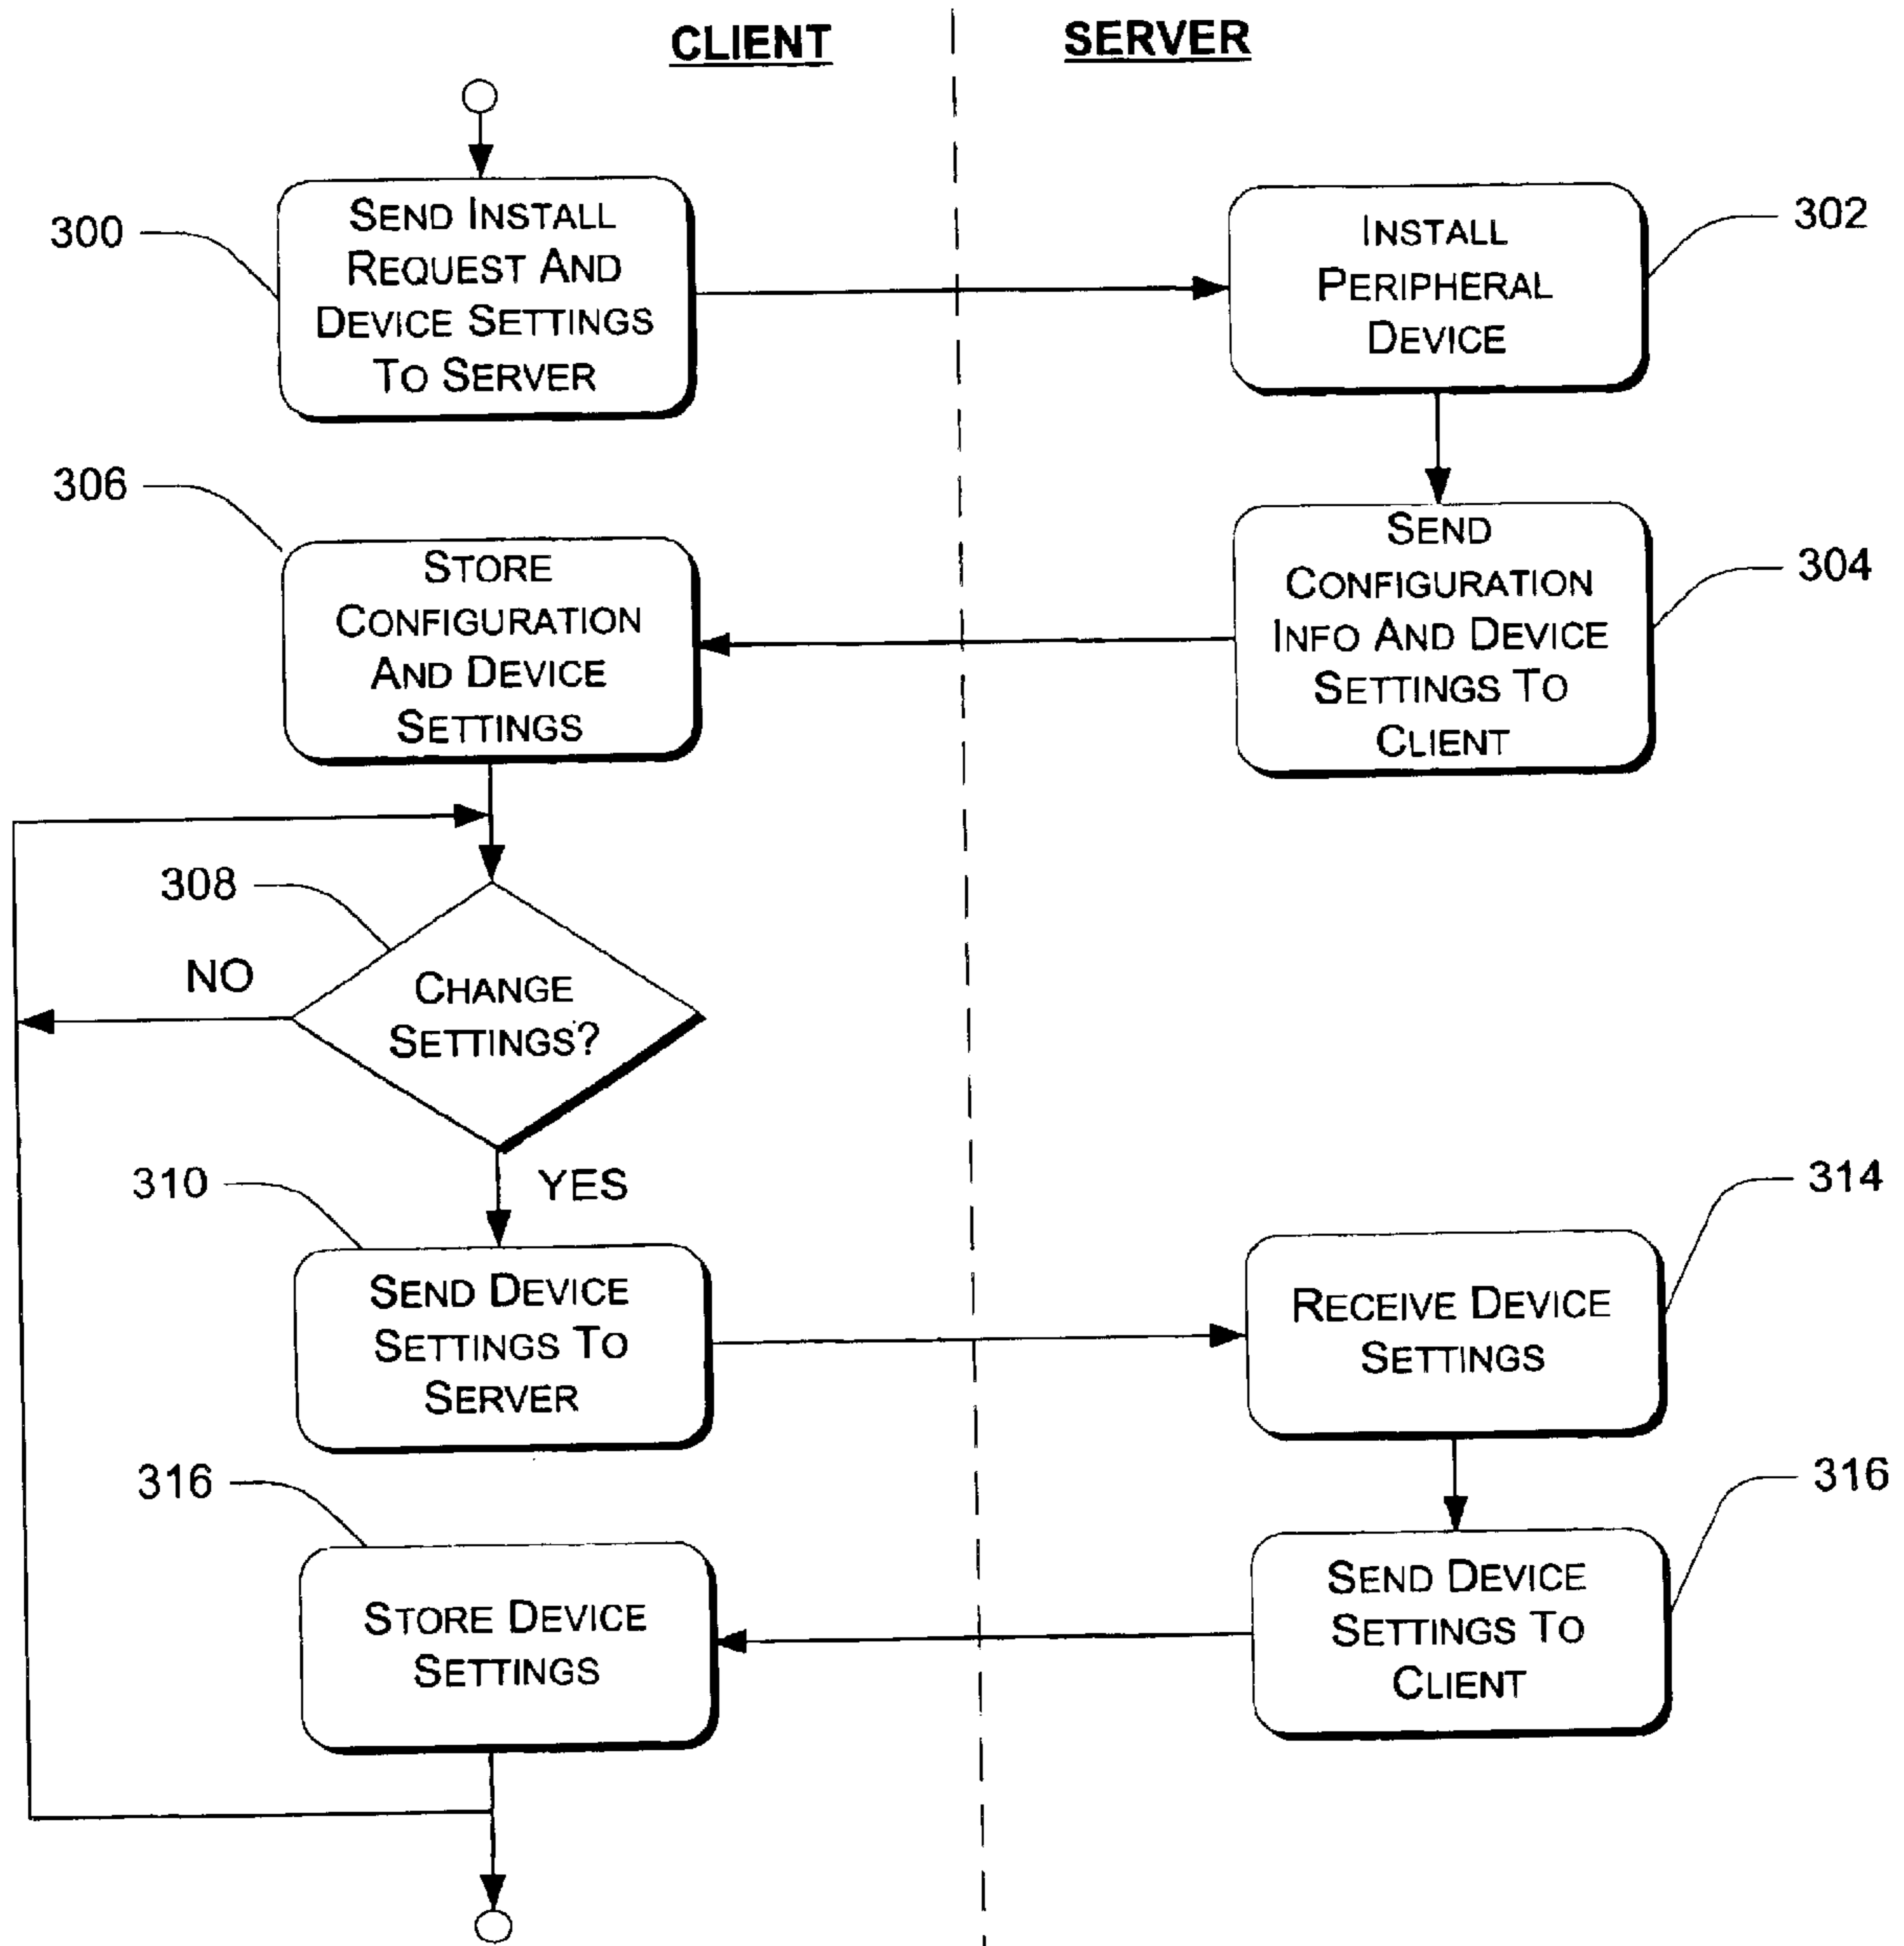 CLIENT
SERVER
300
SEND INSTALL
REQUEST AND
DEVICE SETTINGS
TO SERVER
INSTALL
PERIPHERAL
DEVICE
302
306
STORE
CONFIGURATION
AND DEVICE
SETTINGS
SEND
CONFIGURATION
INFO AND DEVICE
SETTINGS TO
CLIENT
304
308
NO
CHANGE
SETTINGS?
YES
310
SEND DEVICE
SETTINGS TO
SERVER
RECEIVE DEVICE
SETTINGS
314
316
STORE DEVICE
SETTINGS
SEND DEVICE
SETTINGS TO
CLIENT
316